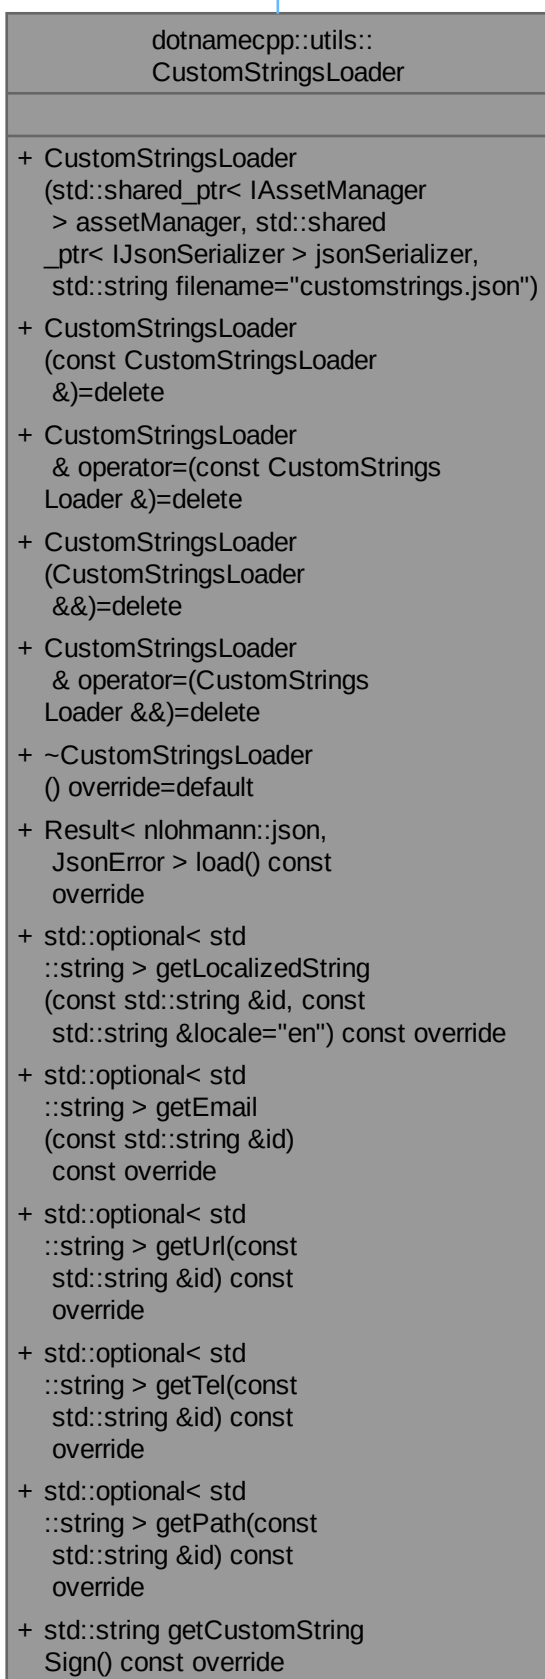 dotnamecpp::utils::
CustomStringsLoader
+ CustomStringsLoader
(std::shared_ptr< IAssetManager
> assetManager, std::shared
_ptr< IJsonSerializer > jsonSerializer,
std::string filename="customstrings.json")
+ CustomStringsLoader
(const CustomStringsLoader
&)=delete
+ CustomStringsLoader
& operator=(const CustomStrings
Loader &)=delete
+ CustomStringsLoader
(CustomStringsLoader
&&)=delete
+ CustomStringsLoader
& operator=(CustomStrings
Loader &&)=delete
+ ~CustomStringsLoader
() override=default
+ Result< nlohmann::json,
JsonError > load() const
override
+ std::optional< std
::string > getLocalizedString
(const std::string &id, const
std::string &locale="en") const override
+ std::optional< std
::string > getEmail
(const std::string &id)
const override
+ std::optional< std
::string > getUrl(const
std::string &id) const
override
+ std::optional< std
::string > getTel(const
std::string &id) const
override
+ std::optional< std
::string > getPath(const
std::string &id) const
override
+ std::string getCustomString
Sign() const override